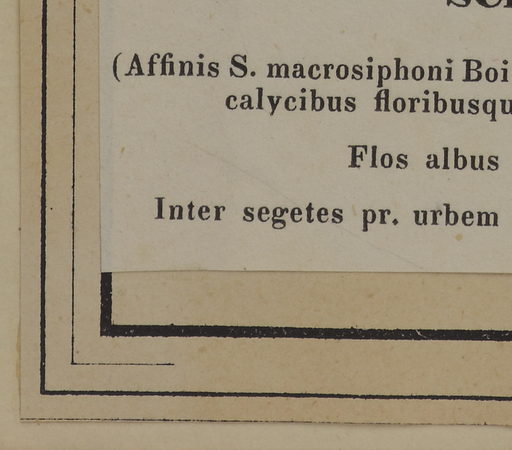 (Affinis S. macrosiphoni Boi
calycibus floribusqu
Flos albus
Inter segetes pr. urbem